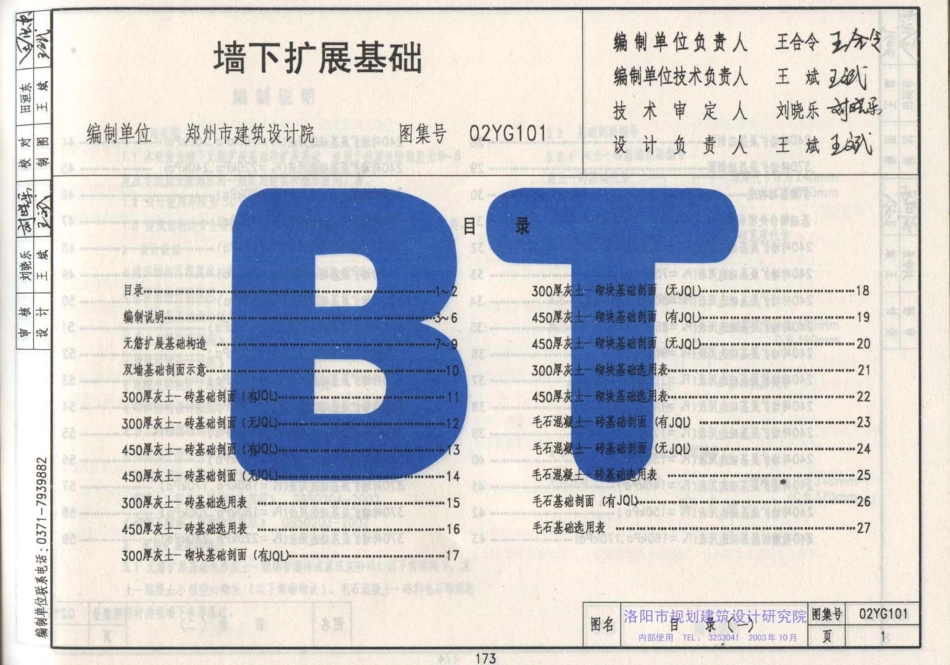 墙下扩展基础
编制单位 郑州市建筑设计院 图集号 02YG101
编制单位负责人 王合令
编制单位技术负责人 王斌
技术审定人 刘晓乐
设计负责人 王斌
BT
目 录
目录 1~2
编制说明 3~6
无筋扩展基础构造 7~9
双墙基础剖面示意 10
300厚灰土—砖基础剖面(有JQL) 11
300厚灰土—砖基础剖面(无JQL) 12
450厚灰土—砖基础剖面(有JQL) 13
450厚灰土—砖基础剖面(无JQL) 14
300厚灰土—砖基础选用表 15
450厚灰土—砖基础选用表 16
300厚灰土—砌块基础剖面(有JQL) 17
300厚灰土—砌块基础剖面(无JQL) 18
450厚灰土—砌块基础剖面(有JQL) 19
450厚灰土—砌块基础剖面(无JQL) 20
300厚灰土—砌块基础选用表 21
450厚灰土—砌块基础选用表 22
毛石混凝土—砖基础剖面(有JQL) 23
毛石混凝土—砖基础剖面(无JQL) 24
毛石混凝土—砖基础选用表 25
毛石基础剖面(有JQL) 26
毛石基础选用表 27
校对 田洹东
制图 王斌
审核 刘晓乐
设计 王斌
编制单位联系电话:0371-7939882
图名 目 录(一) 图集号 02YG101
页 1
洛阳市规划建筑设计研究院
内部使用 TEL: 3253041 2003年10月
173